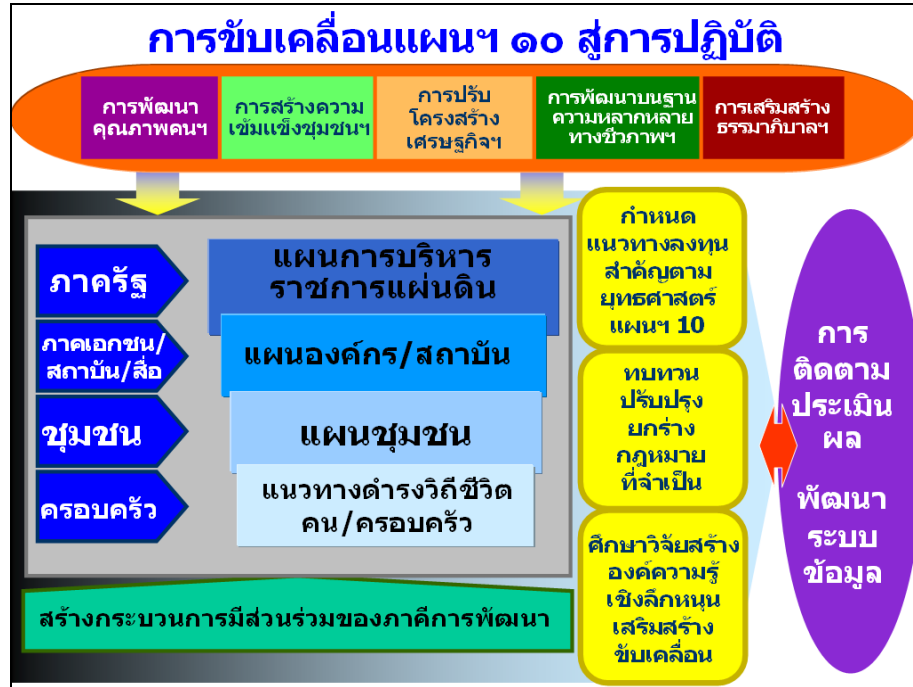 การขับเคลื่อนแผนฯ ๑๐ สู่การปฏิบัติ
การพัฒนา
คุณภาพคนฯ
การสร้างความ
เข้มแข็งชุมชนฯ
การปรับ
โครงสร้าง
เศรษฐกิจฯ
การพัฒนาบนฐาน
ความหลากหลาย
ทางชีวภาพฯ
การเสริมสร้าง
ธรรมาภิบาลฯ
ภาครัฐ
แผนการบริหาร
ราชการแผ่นดิน
ภาคเอกชน/
สถาบัน/สื่อ
แผนองค์กร/สถาบัน
ชุมชน
แผนชุมชน
ครอบครัว
แนวทางดำรงวิถีชีวิต
คน/ครอบครัว
สร้างกระบวนการมีส่วนร่วมของภาคีการพัฒนา
กำหนด
แนวทางลงทุน
สำคัญตาม
ยุทธศาสตร์
แผนฯ 10
ทบทวน
ปรับปรุง
ยกร่าง
กฎหมาย
ที่จำเป็น
ศึกษาวิจัยสร้าง
องค์ความรู้
เชิงลึกหนุน
เสริมสร้าง
ขับเคลื่อน
การ
ติดตาม
ประเมิน
ผล
พัฒนา
ระบบ
ข้อมูล